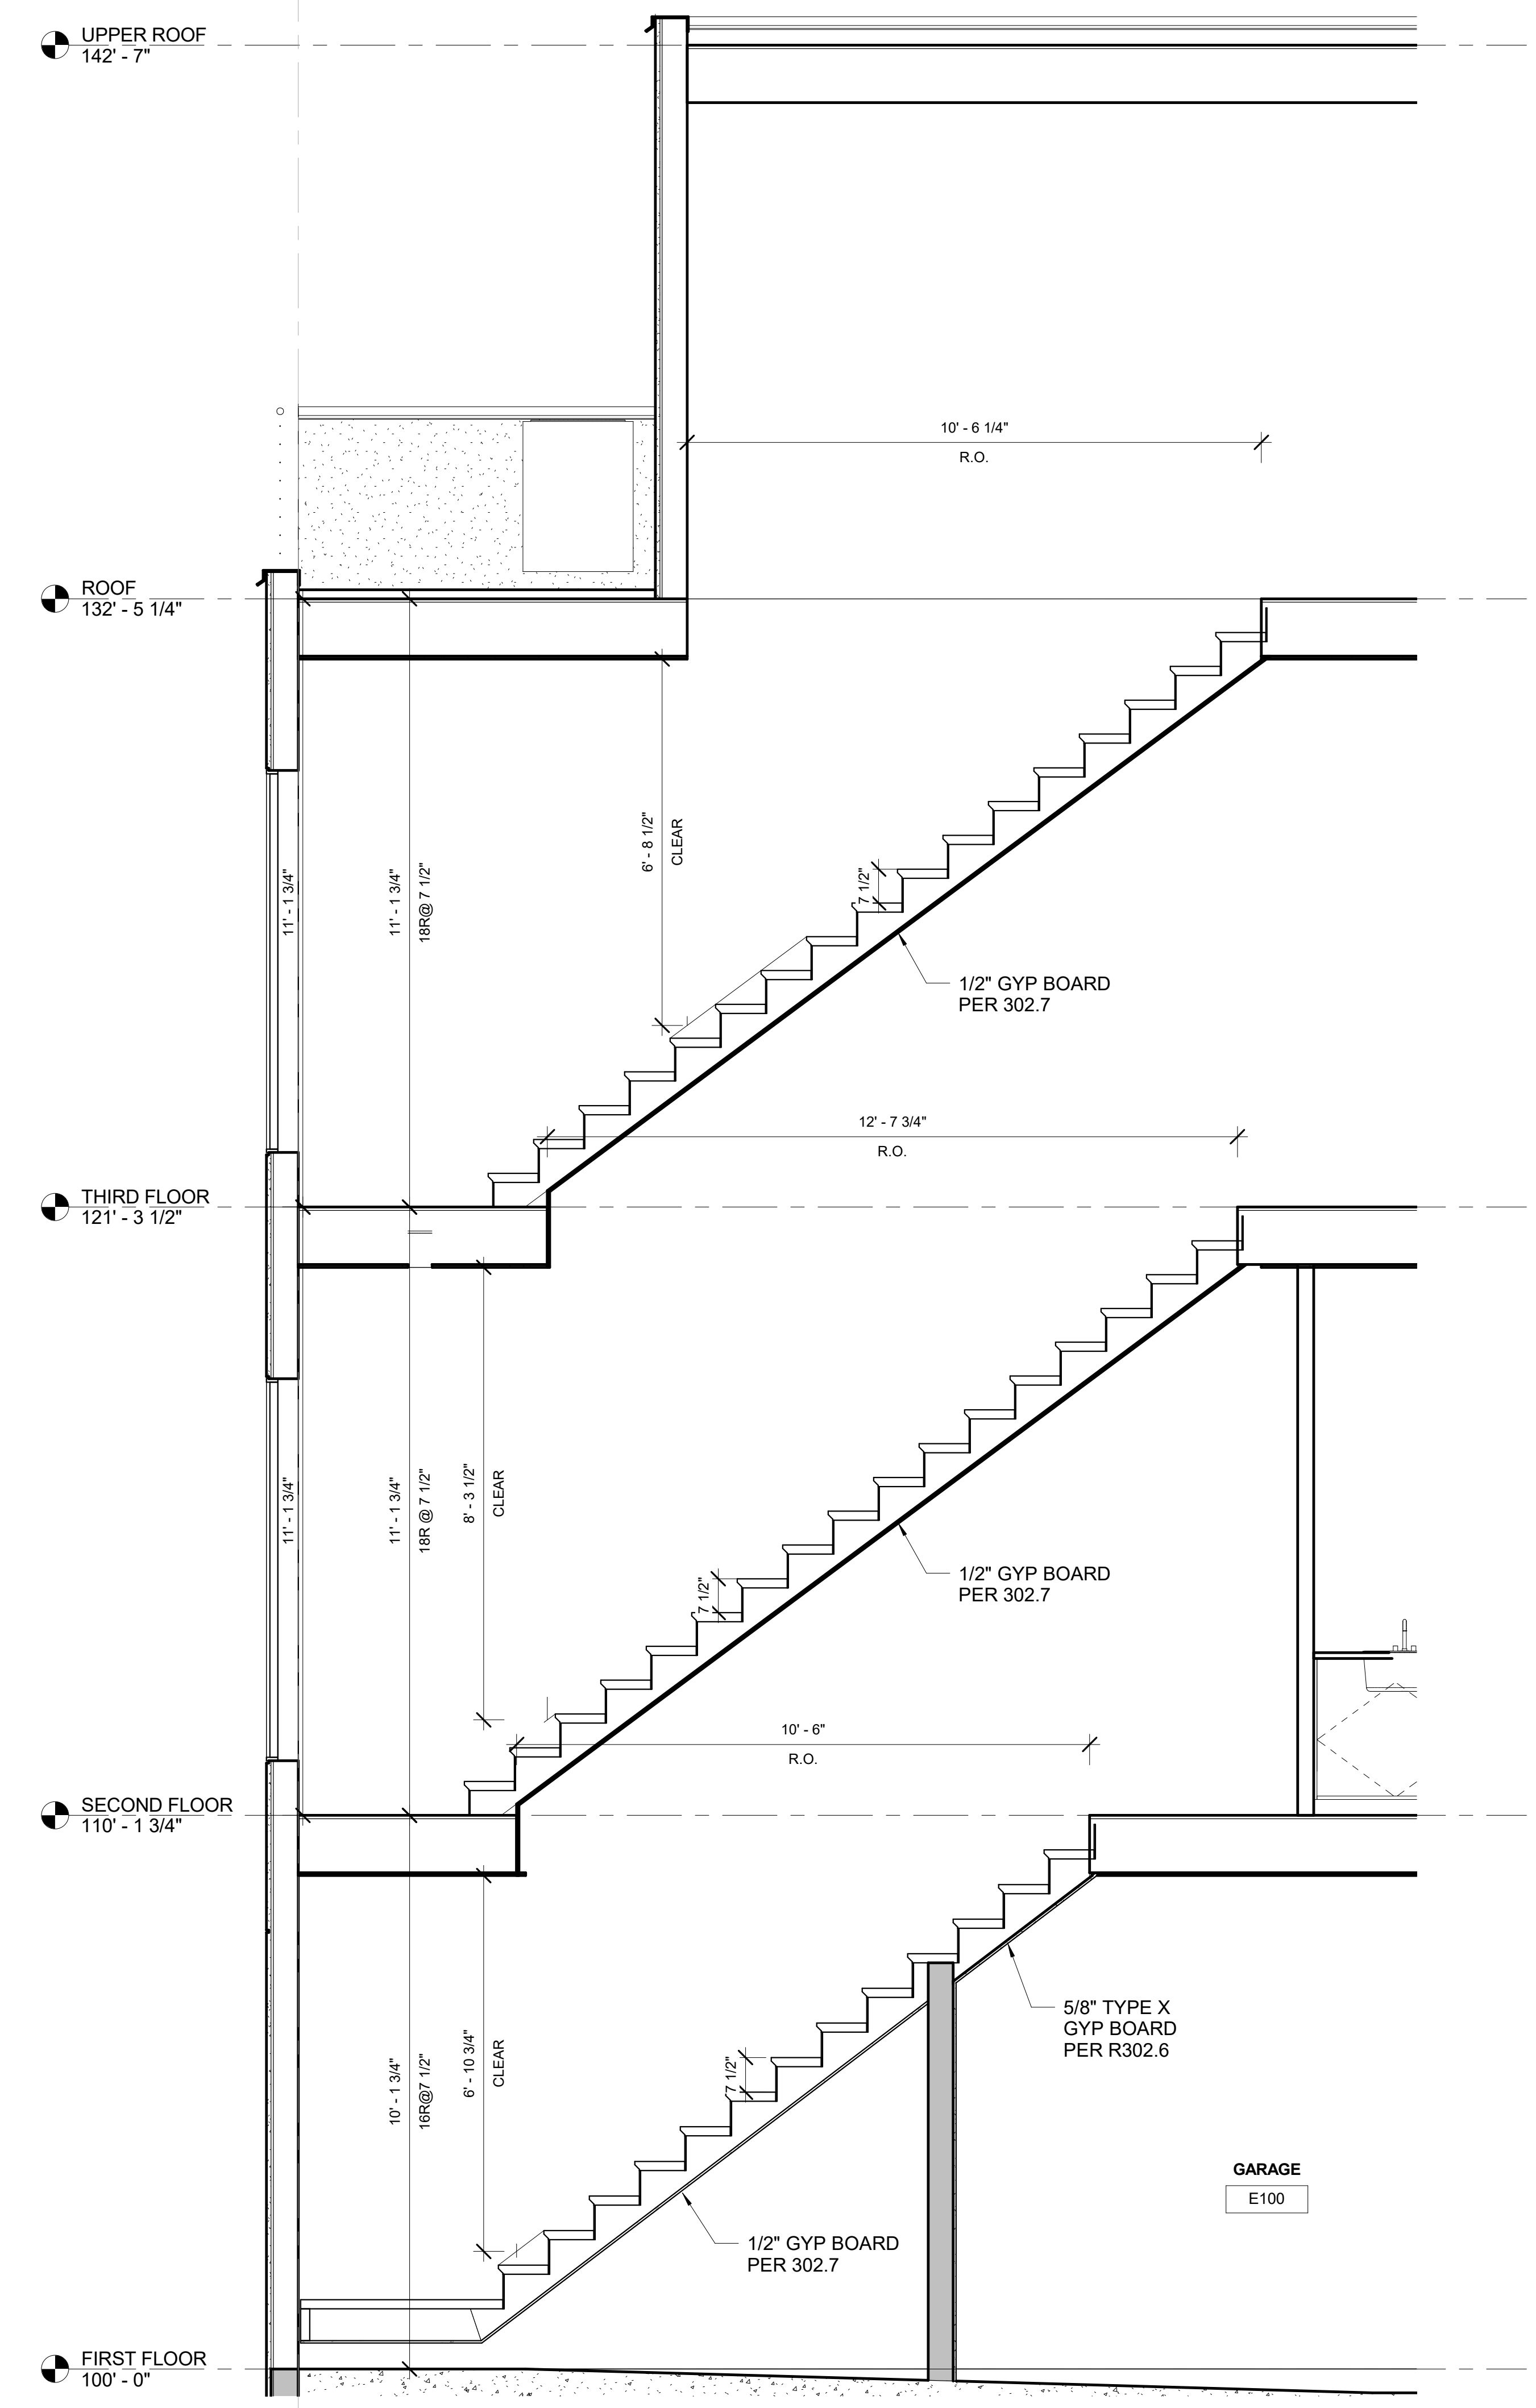 UPPER ROOF
142' - 7"
10' - 6 1/4"
R.O.
ROOF
132' - 5 1/4"
11' - 1 3/4"
11' - 1 3/4"
18R@ 7 1/2"
6' - 8 1/2"
CLEAR
7 1/2"
1/2" GYP BOARD
PER 302.7
12' - 7 3/4"
R.O.
THIRD FLOOR
121' - 3 1/2"
11' - 1 3/4"
11' - 1 3/4"
18R @ 7 1/2"
8' - 3 1/2"
CLEAR
7 1/2"
1/2" GYP BOARD
PER 302.7
10' - 6"
R.O.
SECOND FLOOR
110' - 1 3/4"
10' - 1 3/4"
16R@7 1/2"
6' - 10 3/4"
CLEAR
7 1/2"
5/8" TYPE X
GYP BOARD
PER R302.6
GARAGE
E100
1/2" GYP BOARD
PER 302.7
FIRST FLOOR
100' - 0"